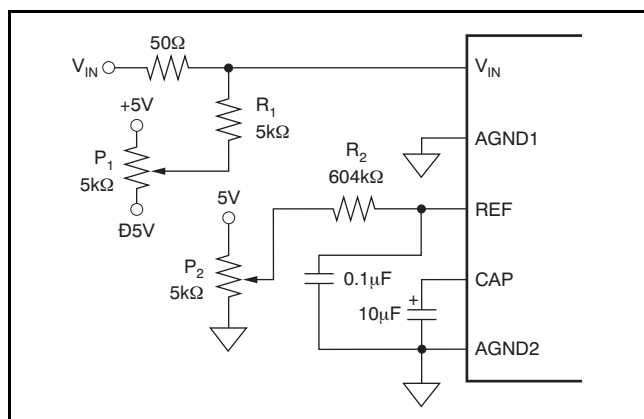 50Ω
V_IN
V_IN
+5V
R_1
5kΩ
P_1
5kΩ
AGND1
R_2
604kΩ
Ð5V
5V
REF
P_2
5kΩ
0.1µF
CAP
+
10µF
AGND2